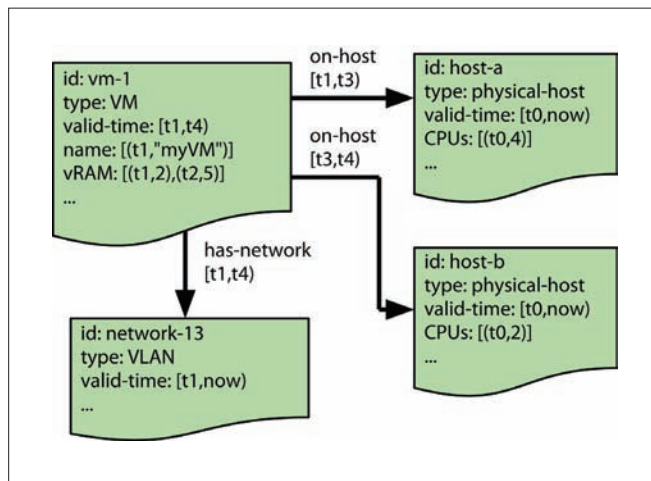 id: vm-1
type: VM
valid-time: [t1,t4)
name: [(t1,"myVM")]
vRAM: [(t1,2),(t2,5)]
...
on-host
[t1,t3)
on-host
[t3,t4)
has-network
[t1,t4)
id: host-a
type: physical-host
valid-time: [t0,now)
CPUs: [(t0,4)]
...
id: host-b
type: physical-host
valid-time: [t0,now)
CPUs: [(t0,2)]
...
id: network-13
type: VLAN
valid-time: [t1,now)
...